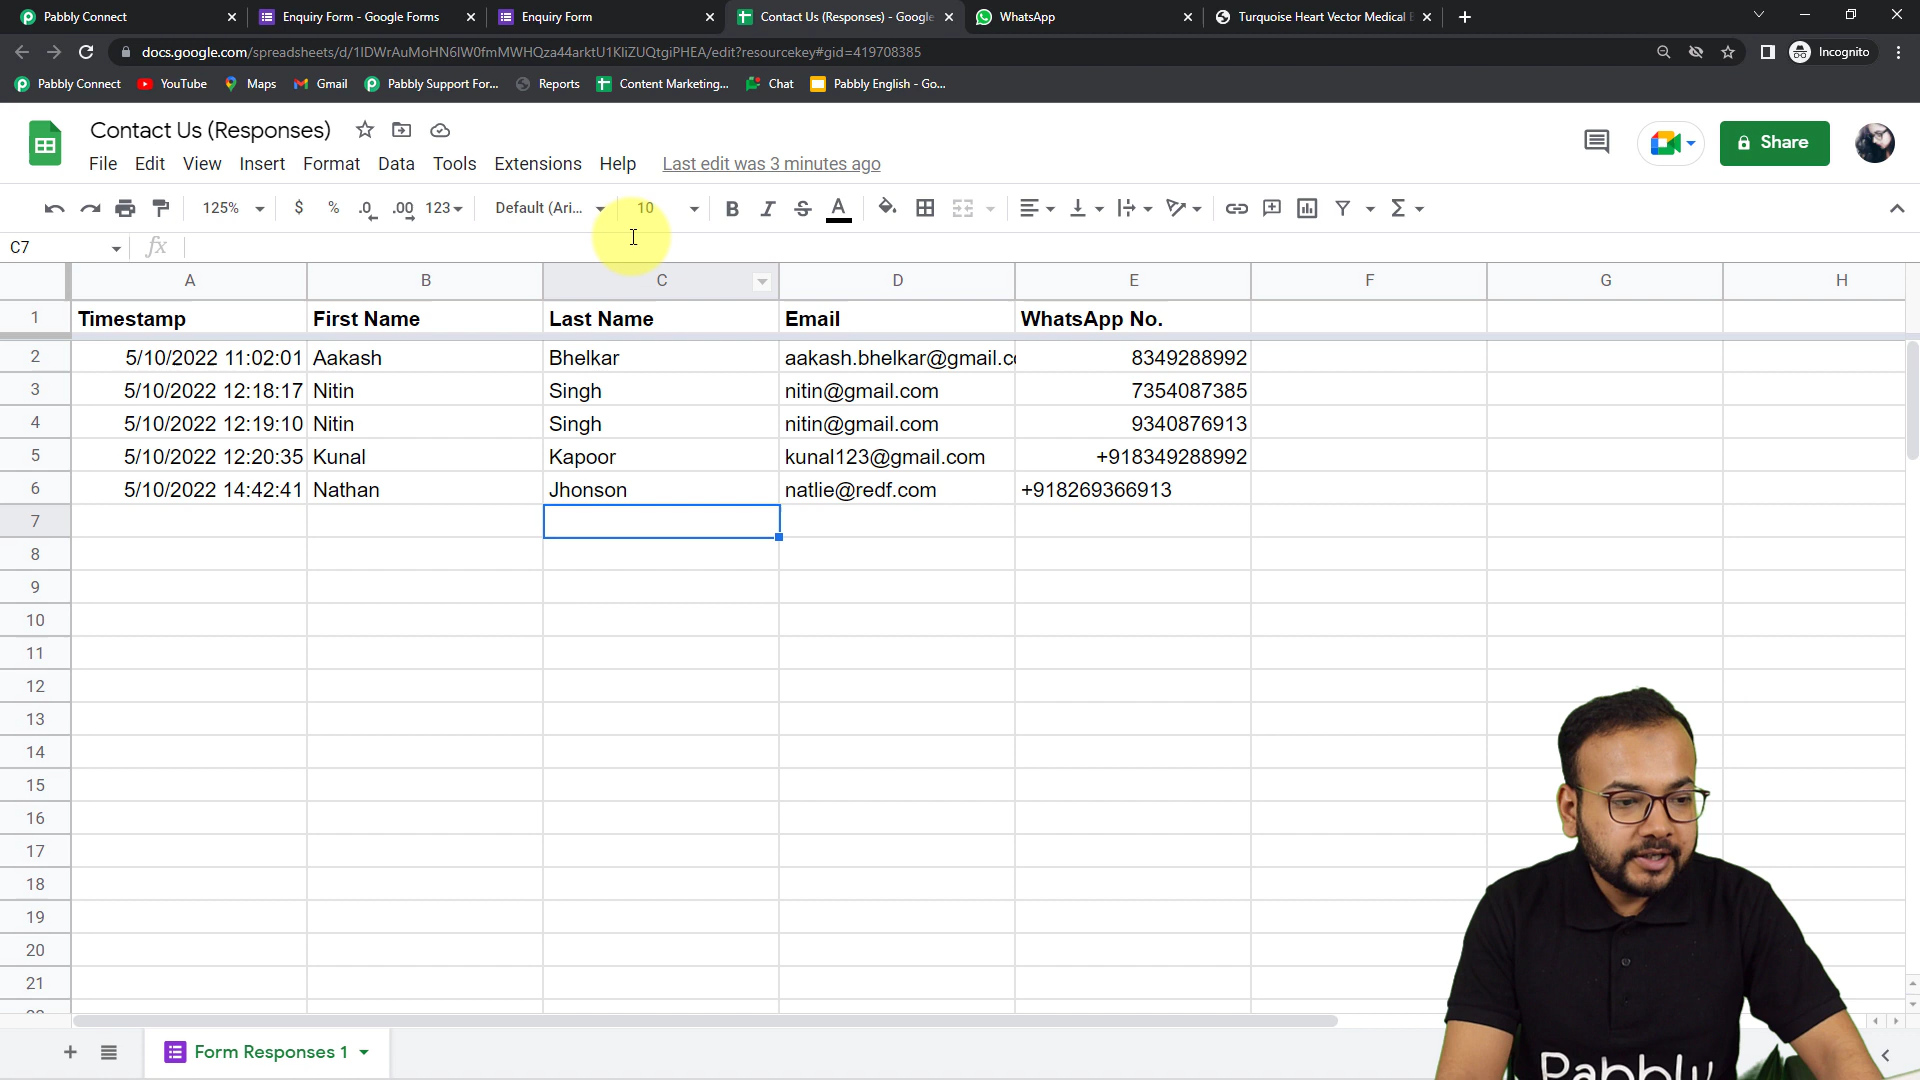 Pabbly Connect
Enquiry Form - Google Forms
Enquiry Form
Contact Us (Responses) - Google
WhatsApp
Turquoise Heart Vector Medical
docs.google.com/spreadsheets/d/1IDWrAuMoHN6IW0fmMWHQza44arktU1KIiZUQtgiPHEA/edit?resourcekey#gid=419708385
Incognito
Pabbly Connect
YouTube
Maps
Gmail
Pabbly Support For...
Reports
Content Marketing...
Chat
Pabbly English - Go...
Contact Us (Responses)
File Edit View Insert Format Data Tools Extensions Help Last edit was 3 minutes ago
Share
125% $ % .0 .00 123 Default (Ari... 10 B I S A Σ
C7 fx
A B C D E F G H
1 Timestamp First Name Last Name Email WhatsApp No.
2 5/10/2022 11:02:01 Aakash Bhelkar aakash.bhelkar@gmail.co 8349288992
3 5/10/2022 12:18:17 Nitin Singh nitin@gmail.com 7354087385
4 5/10/2022 12:19:10 Nitin Singh nitin@gmail.com 9340876913
5 5/10/2022 12:20:35 Kunal Kapoor kunal123@gmail.com +918349288992
6 5/10/2022 14:42:41 Nathan Jhonson natlie@redf.com +918269366913
7
8
9
10
11
12
13
14
15
16
17
18
19
20
21
Form Responses 1
Pabbly